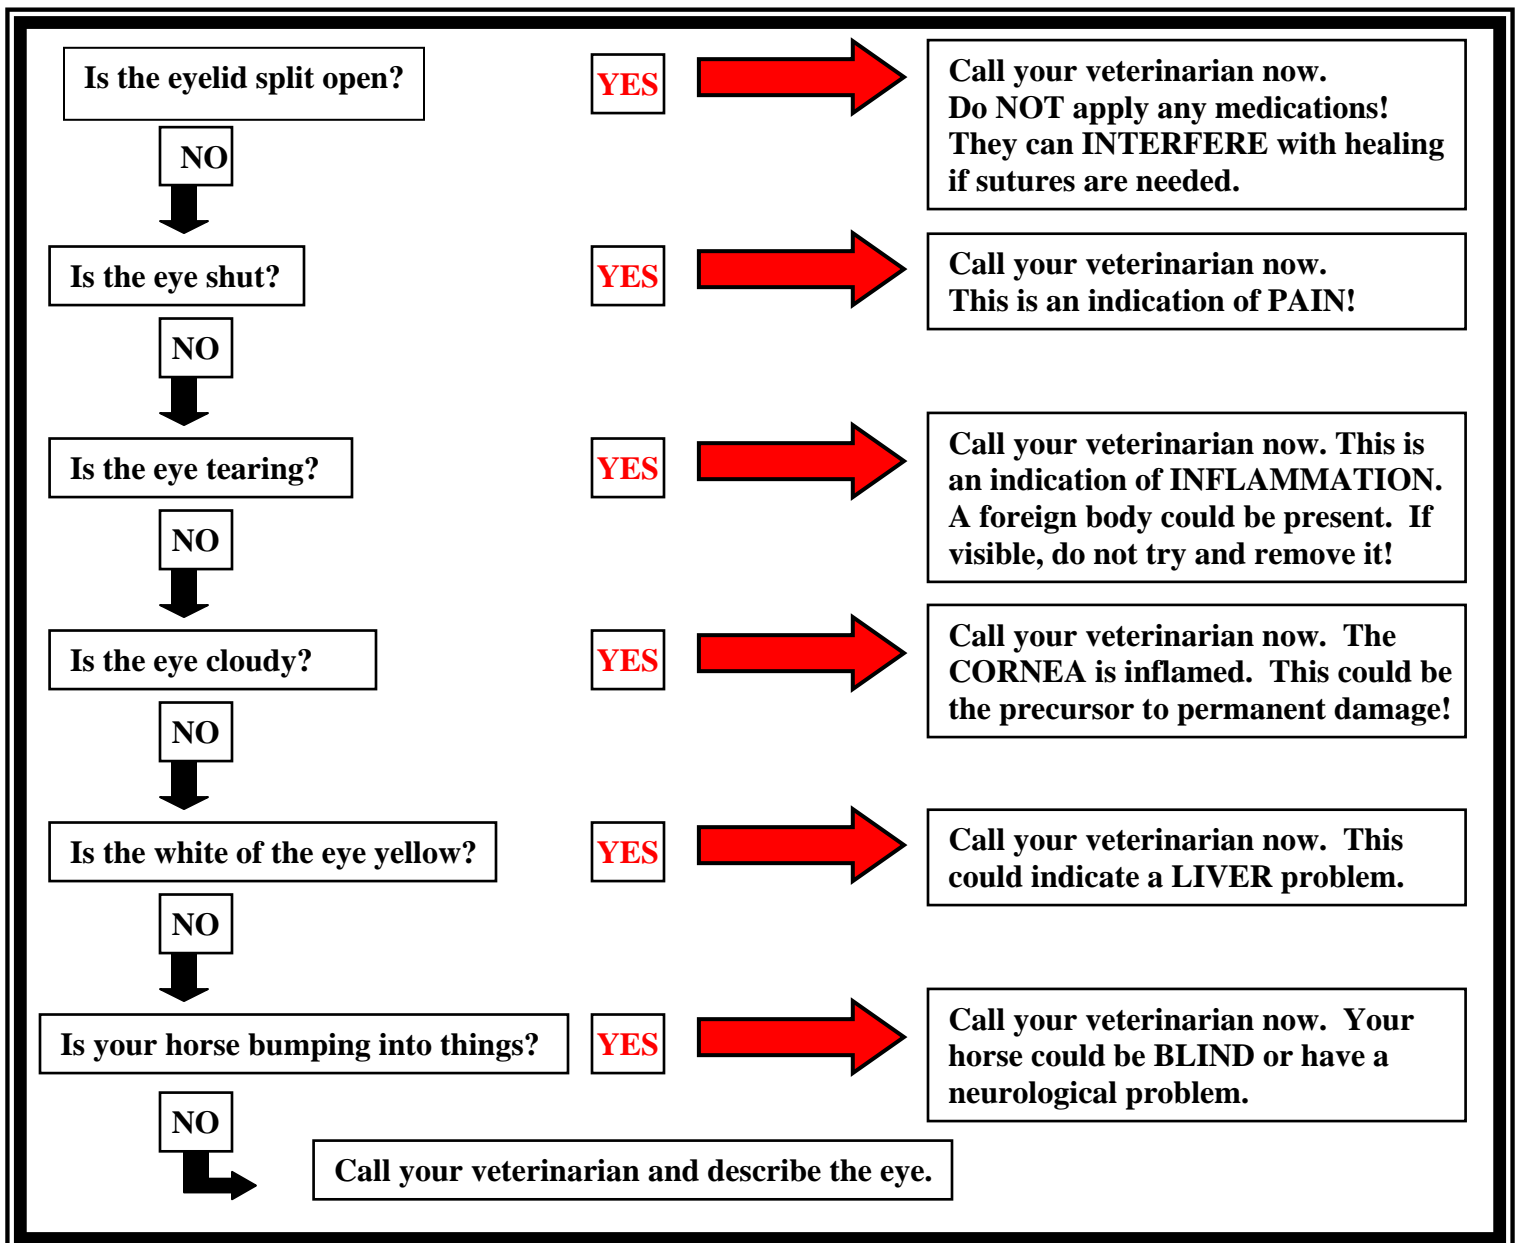 Is the eyelid split open?
YES
Call your veterinarian now.
Do NOT apply any medications!
They can INTERFERE with healing
if sutures are needed.
NO
Is the eye shut?
YES
Call your veterinarian now.
This is an indication of PAIN!
NO
Is the eye tearing?
YES
Call your veterinarian now. This is
an indication of INFLAMMATION.
A foreign body could be present.  If
visible, do not try and remove it!
NO
Is the eye cloudy?
YES
Call your veterinarian now.  The
CORNEA is inflamed.  This could be
the precursor to permanent damage!
NO
Is the white of the eye yellow?
YES
Call your veterinarian now.  This
could indicate a LIVER problem.
NO
Is your horse bumping into things?
YES
Call your veterinarian now.  Your
horse could be BLIND or have a
neurological problem.
NO
Call your veterinarian and describe the eye.